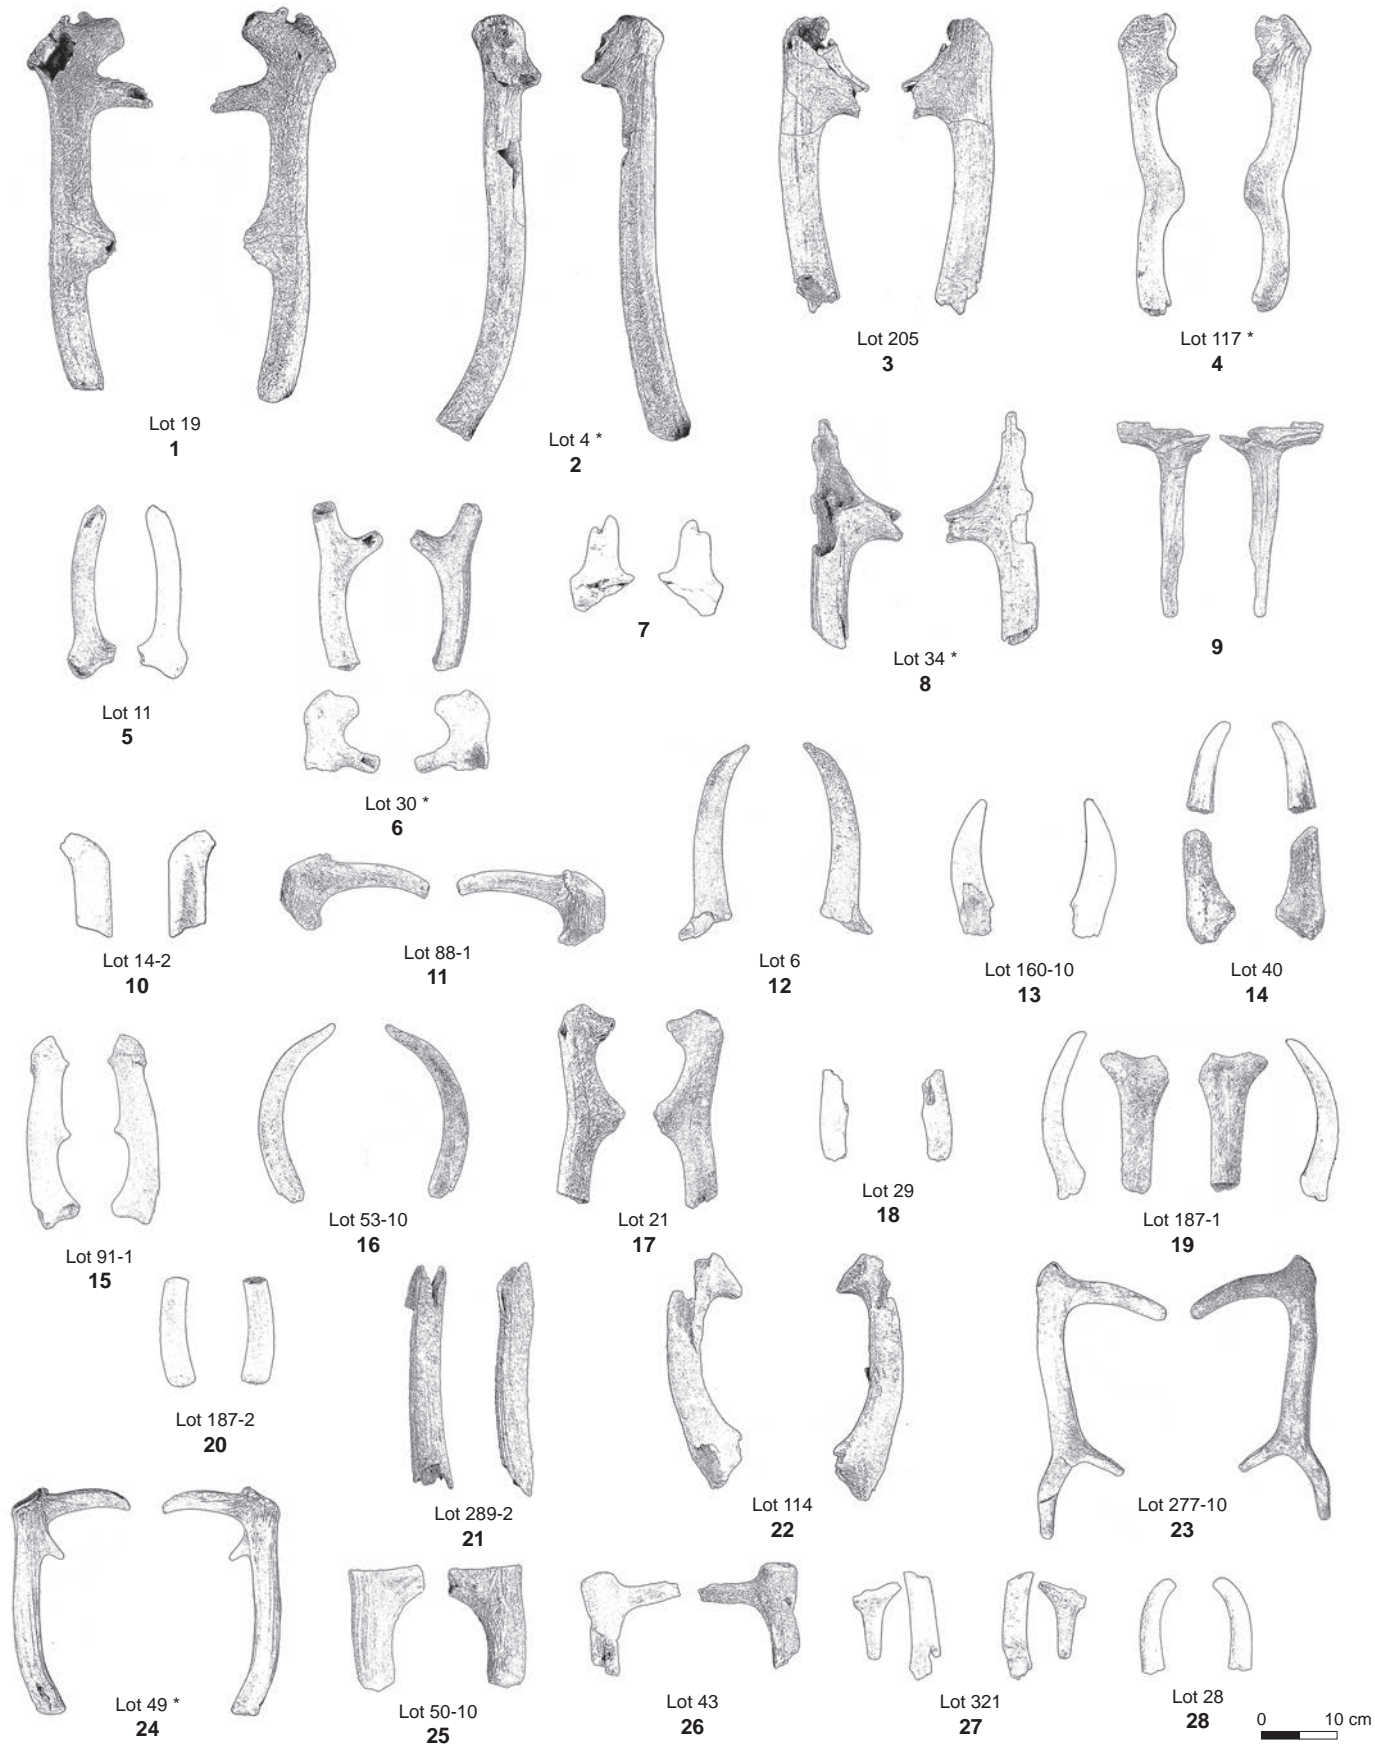 Lot 19
1
Lot 4 *
2
Lot 205
3
Lot 117 *
4
Lot 11
5
Lot 30 *
6
7
Lot 34 *
8
9
Lot 14-2
10
Lot 88-1
11
Lot 6
12
Lot 160-10
13
Lot 40
14
Lot 91-1
15
Lot 53-10
16
Lot 21
17
Lot 29
18
Lot 187-1
19
Lot 187-2
20
Lot 289-2
21
Lot 114
22
Lot 277-10
23
Lot 49 *
24
Lot 50-10
25
Lot 43
26
Lot 321
27
Lot 28
28
0 10 cm